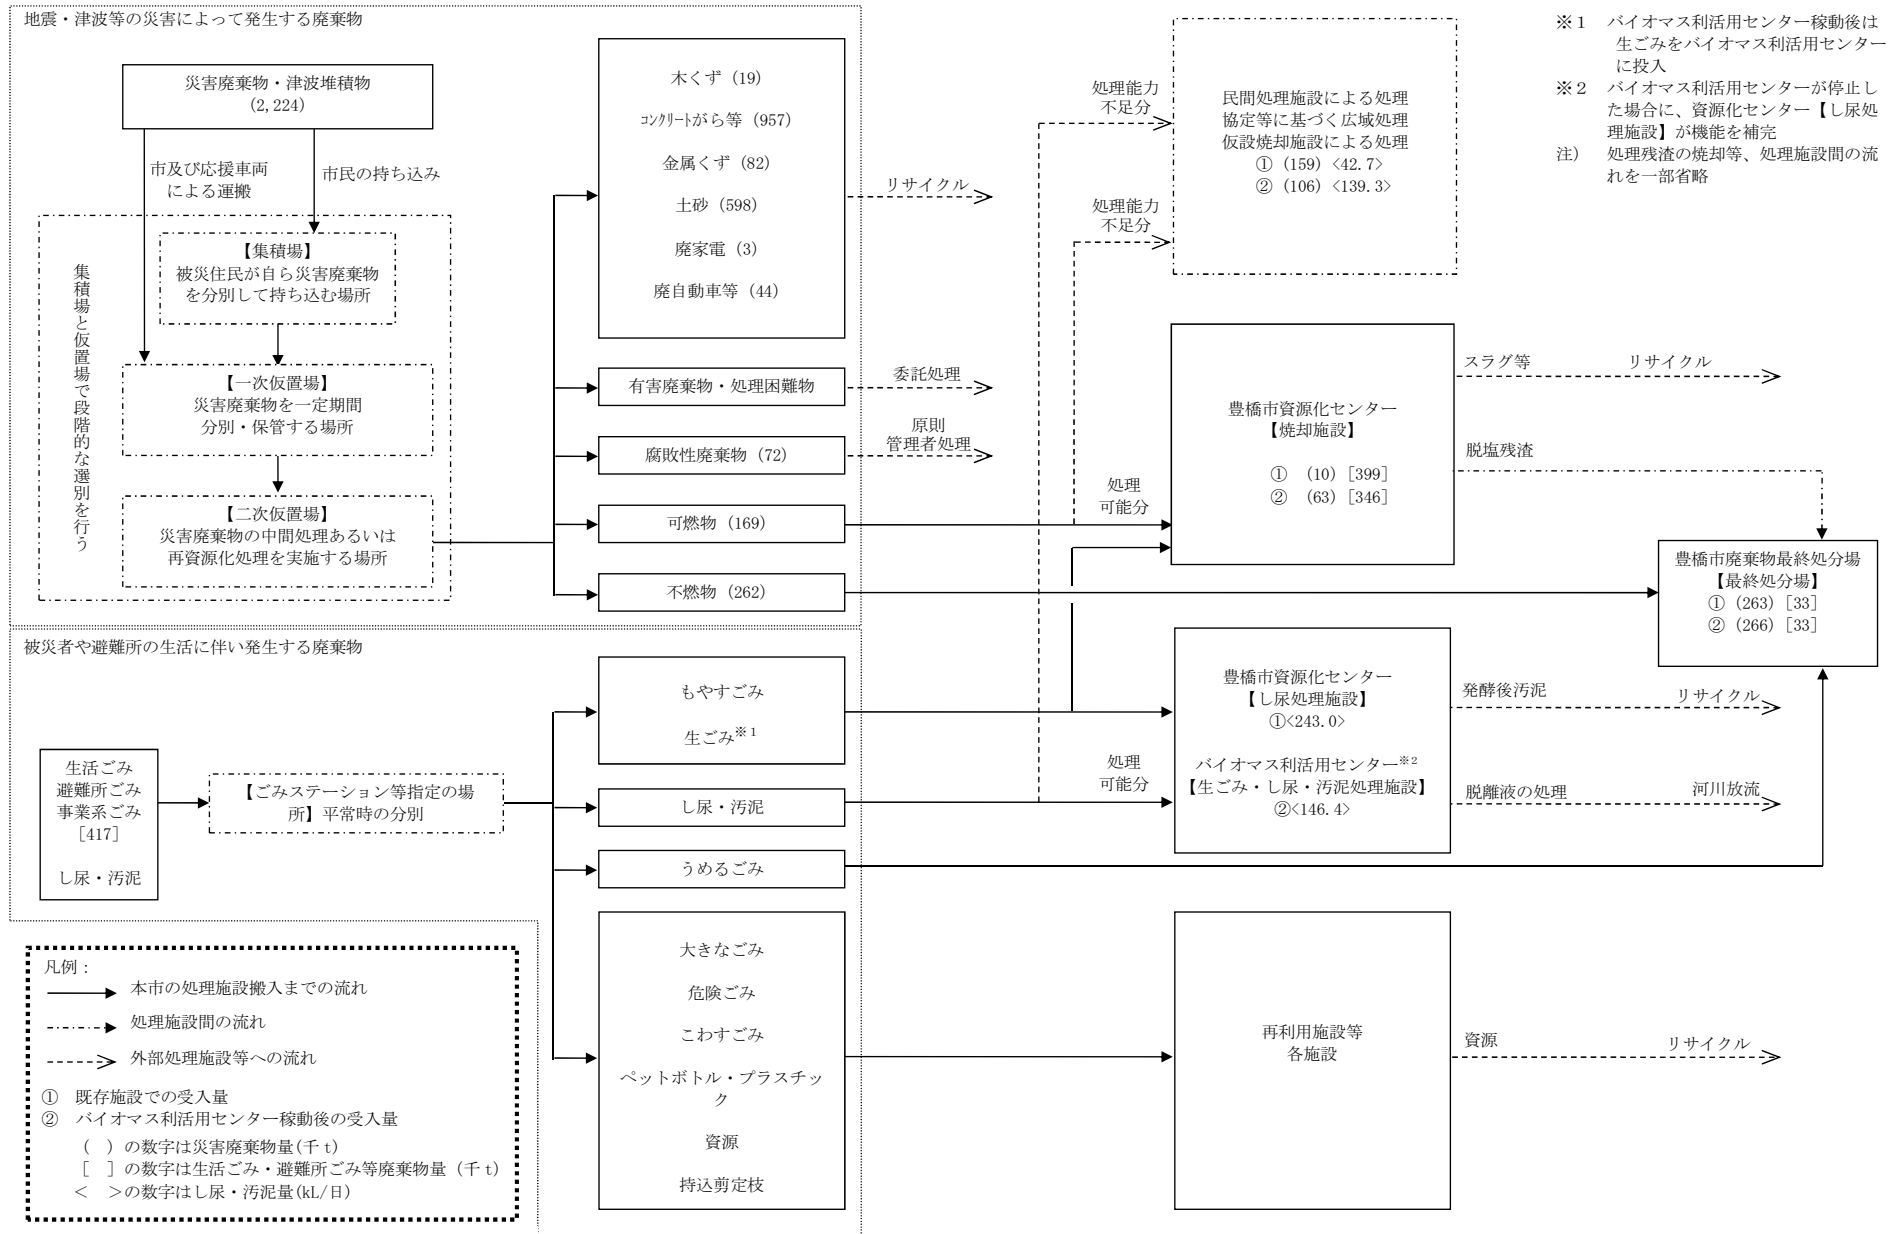 地震・津波等の災害によって発生する廃棄物
災害廃棄物・津波堆積物
(2,224)
市及び応援車両
による運搬
市民の持ち込み
集積場と仮置場で段階的な選別を行う
【集積場】
被災住民が自ら災害廃棄物
を分別して持ち込む場所
【一次仮置場】
災害廃棄物を一定期間
分別・保管する場所
【二次仮置場】
災害廃棄物の中間処理あるいは
再資源化処理を実施する場所
木くず (19)
コンクリートがら等 (957)
金属くず (82)
土砂 (598)
廃家電 (3)
廃自動車等 (44)
リサイクル
有害廃棄物・処理困難物
委託処理
腐敗性廃棄物 (72)
原則
管理者処理
可燃物 (169)
不燃物 (262)
処理能力
不足分
処理能力
不足分
民間処理施設による処理
協定等に基づく広域処理
仮設焼却施設による処理
① (159) <42.7>
② (106) <139.3>
※1 バイオマス利活用センター稼動後は
生ごみをバイオマス利活用センター
に投入
※2 バイオマス利活用センターが停止し
た場合に、資源化センター【し尿処
理施設】が機能を補完
注) 処理残渣の焼却等、処理施設間の流
れを一部省略
処理
可能分
豊橋市資源化センター
【焼却施設】
① (10) [399]
② (63) [346]
スラグ等
リサイクル
脱塩残渣
豊橋市廃棄物最終処分場
【最終処分場】
① (263) [33]
② (266) [33]
被災者や避難所の生活に伴い発生する廃棄物
生活ごみ
避難所ごみ
事業系ごみ
[417]
し尿・汚泥
【ごみステーション等指定の場
所】平常時の分別
もやすごみ
生ごみ※1
し尿・汚泥
うめるごみ
大きなごみ
危険ごみ
こわすごみ
ペットボトル・プラスチッ
ク
資源
持込剪定枝
処理
可能分
豊橋市資源化センター
【し尿処理施設】
①<243.0>
バイオマス利活用センター※2
【生ごみ・し尿・汚泥処理施設】
②<146.4>
発酵後汚泥
リサイクル
脱離液の処理
河川放流
再利用施設等
各施設
資源
リサイクル
凡例：
本市の処理施設搬入までの流れ
処理施設間の流れ
外部処理施設等への流れ
① 既存施設での受入量
② バイオマス利活用センター稼動後の受入量
( ) の数字は災害廃棄物量(千t)
[ ] の数字は生活ごみ・避難所ごみ等廃棄物量 (千t)
< >の数字はし尿・汚泥量(kL/日)